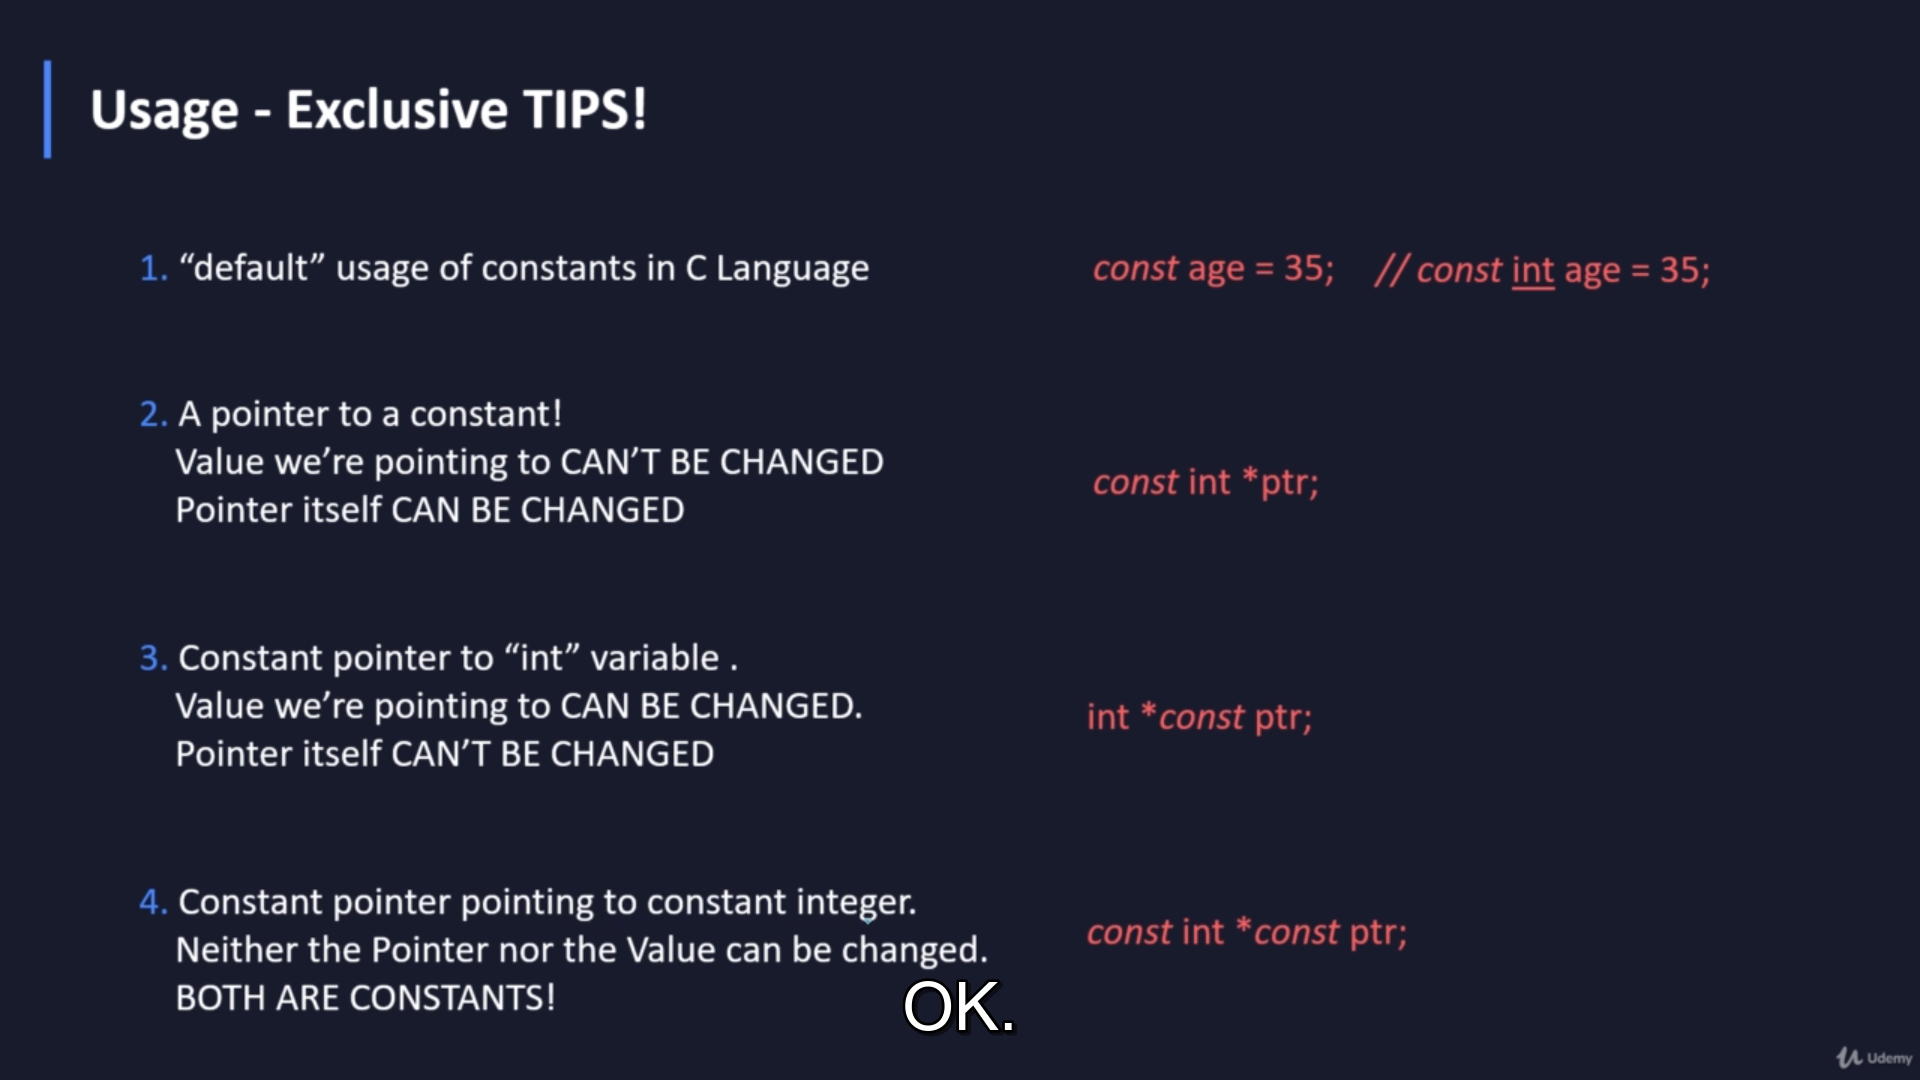 Usage - Exclusive TIPS!
1. “default” usage of constants in C Language
const age = 35; // const int age = 35;
2. A pointer to a constant!
Value we’re pointing to CAN’T BE CHANGED
Pointer itself CAN BE CHANGED
const int *ptr;
3. Constant pointer to “int” variable .
Value we’re pointing to CAN BE CHANGED.
Pointer itself CAN’T BE CHANGED
int *const ptr;
4. Constant pointer pointing to constant integer.
Neither the Pointer nor the Value can be changed.
BOTH ARE CONSTANTS!
const int *const ptr;
OK.
Udemy